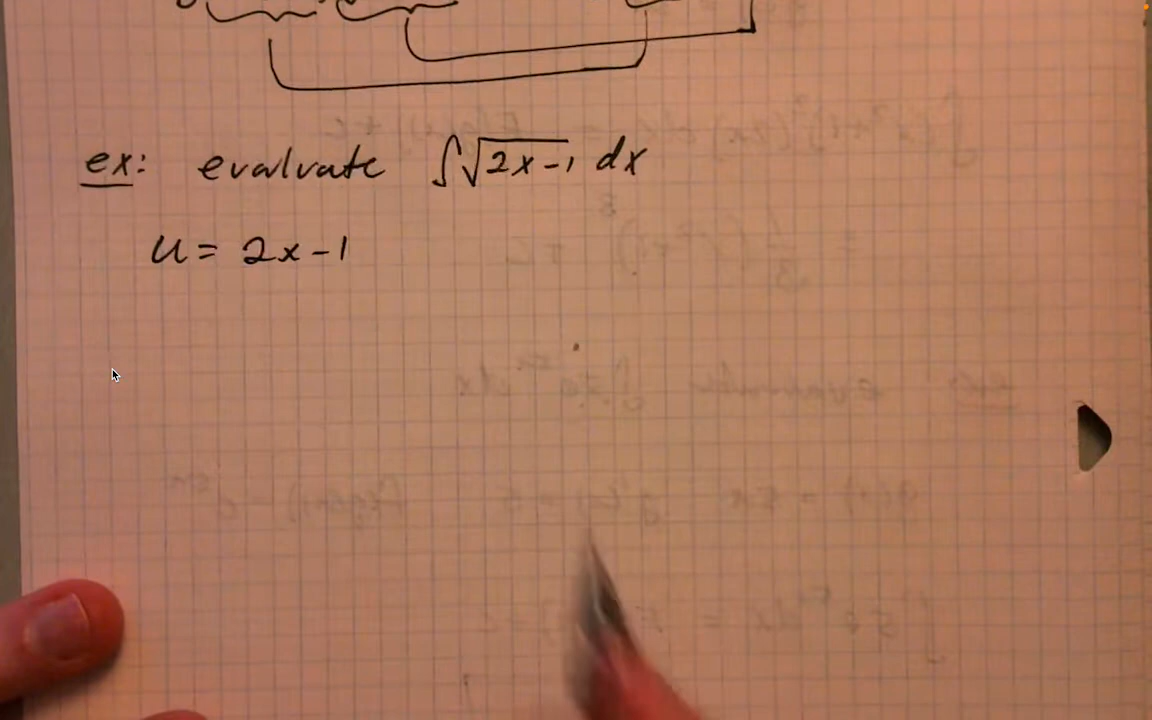 ex: evaluate ∫√2x-1 dx
u = 2x-1